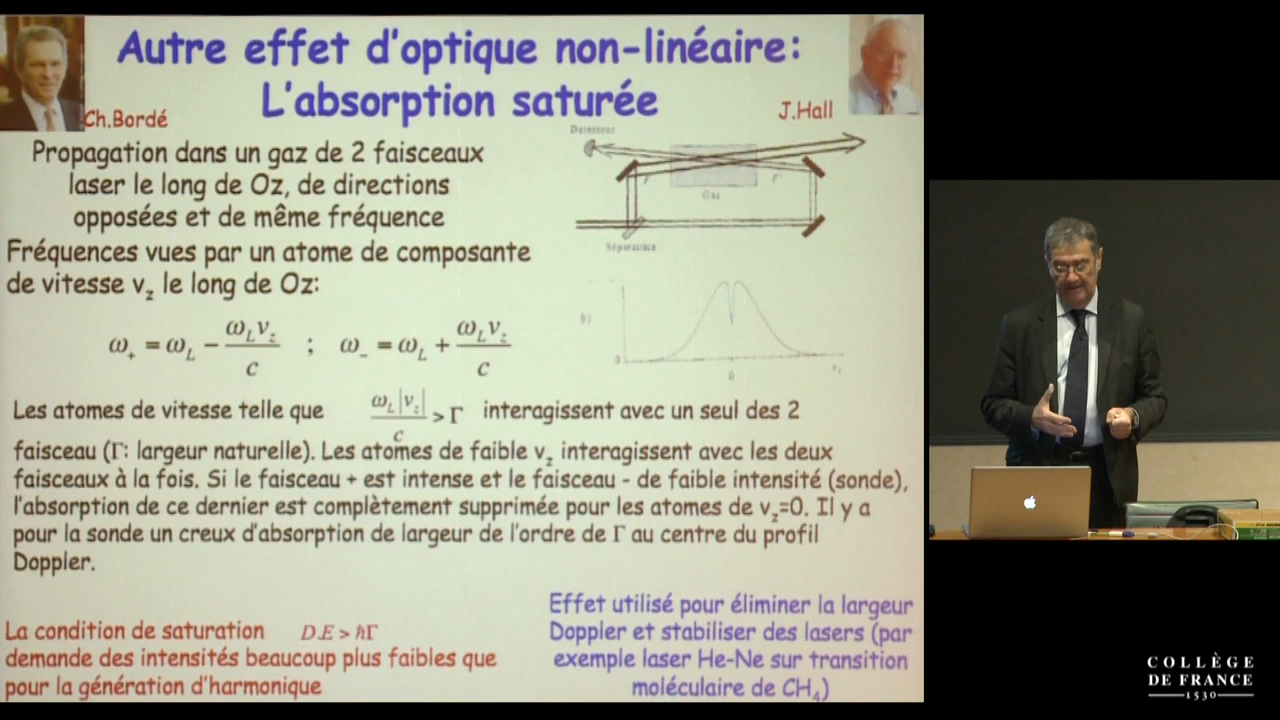 Autre effet d'optique non-linéaire:
L'absorption saturée
Ch.Bordé
J.Hall
Propagation dans un gaz de 2 faisceaux
laser le long de Oz, de directions
opposées et de même fréquence
Détecteur
Gaz
Séparatrice
Fréquences vues par un atome de composante
de vitesse v_z le long de Oz:
ω₊ = ω_L − ω_L v_z / c ; ω₋ = ω_L + ω_L v_z / c
b)
0
0
Les atomes de vitesse telle que ω_L |v_z| / c > Γ interagissent avec un seul des 2
faisceau (Γ: largeur naturelle). Les atomes de faible v_z interagissent avec les deux
faisceaux à la fois. Si le faisceau + est intense et le faisceau - de faible intensité (sonde),
l'absorption de ce dernier est complètement supprimée pour les atomes de v_z=0. Il y a
pour la sonde un creux d'absorption de largeur de l'ordre de Γ au centre du profil
Doppler.
La condition de saturation D.E > ħΓ
demande des intensités beaucoup plus faibles que
pour la génération d'harmonique
Effet utilisé pour éliminer la largeur
Doppler et stabiliser des lasers (par
exemple laser He-Ne sur transition
moléculaire de CH₄)
COLLÈGE
DE FRANCE
1530